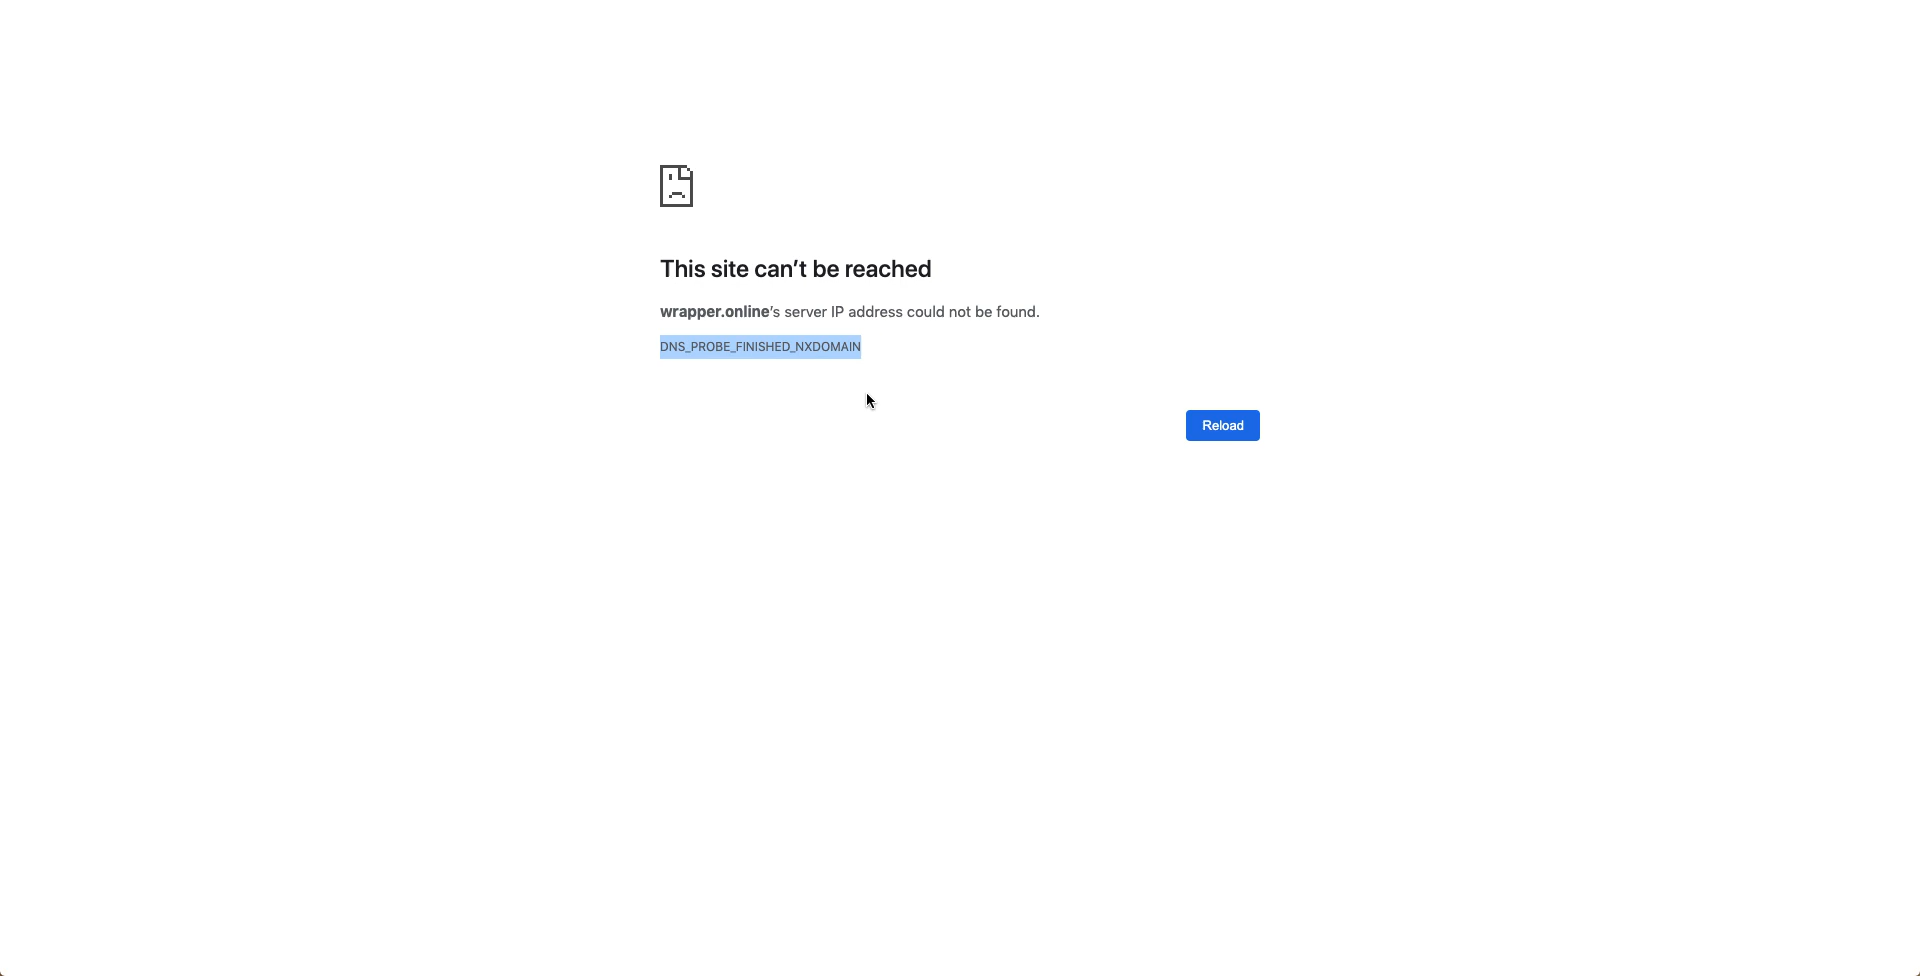 This site can’t be reached
wrapper.online’s server IP address could not be found.
DNS_PROBE_FINISHED_NXDOMAIN
Reload